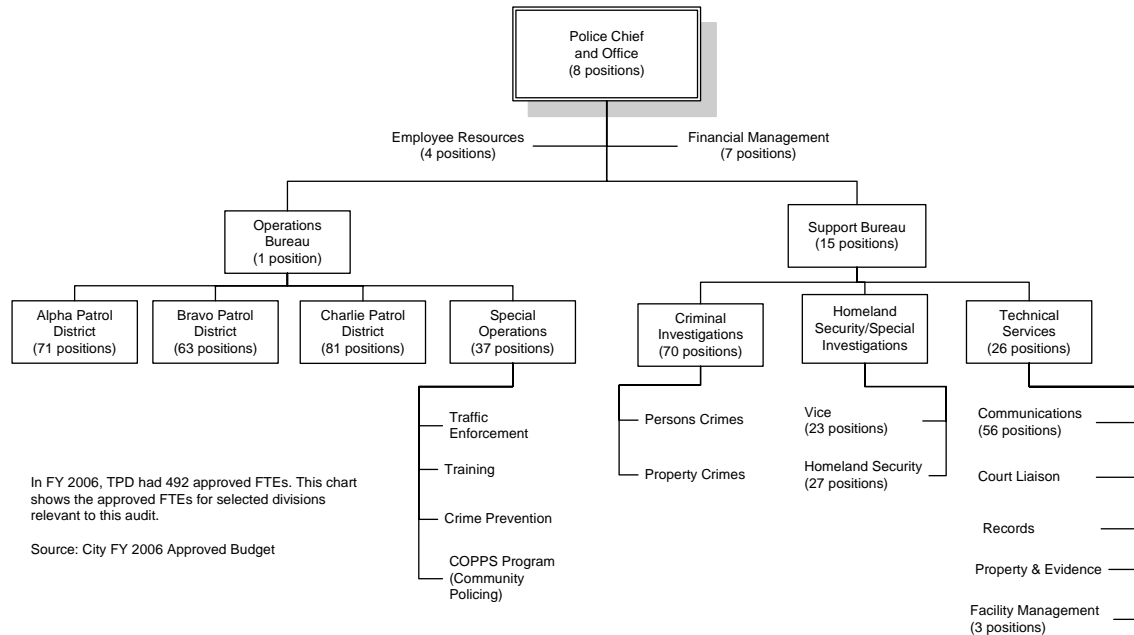 Police Chief
and Office
(8 positions)
Employee Resources
(4 positions)
Financial Management
(7 positions)
Operations
Bureau
(1 position)
Support Bureau
(15 positions)
Alpha Patrol
District
(71 positions)
Bravo Patrol
District
(63 positions)
Charlie Patrol
District
(81 positions)
Special
Operations
(37 positions)
Criminal
Investigations
(70 positions)
Homeland
Security/Special
Investigations
Technical
Services
(26 positions)
Traffic
Enforcement
Training
Crime Prevention
COPPS Program
(Community
Policing)
Persons Crimes
Property Crimes
Vice
(23 positions)
Homeland Security
(27 positions)
Communications
(56 positions)
Court Liaison
Records
Property & Evidence
Facility Management
(3 positions)
In FY 2006, TPD had 492 approved FTEs. This chart
shows the approved FTEs for selected divisions
relevant to this audit.
Source: City FY 2006 Approved Budget